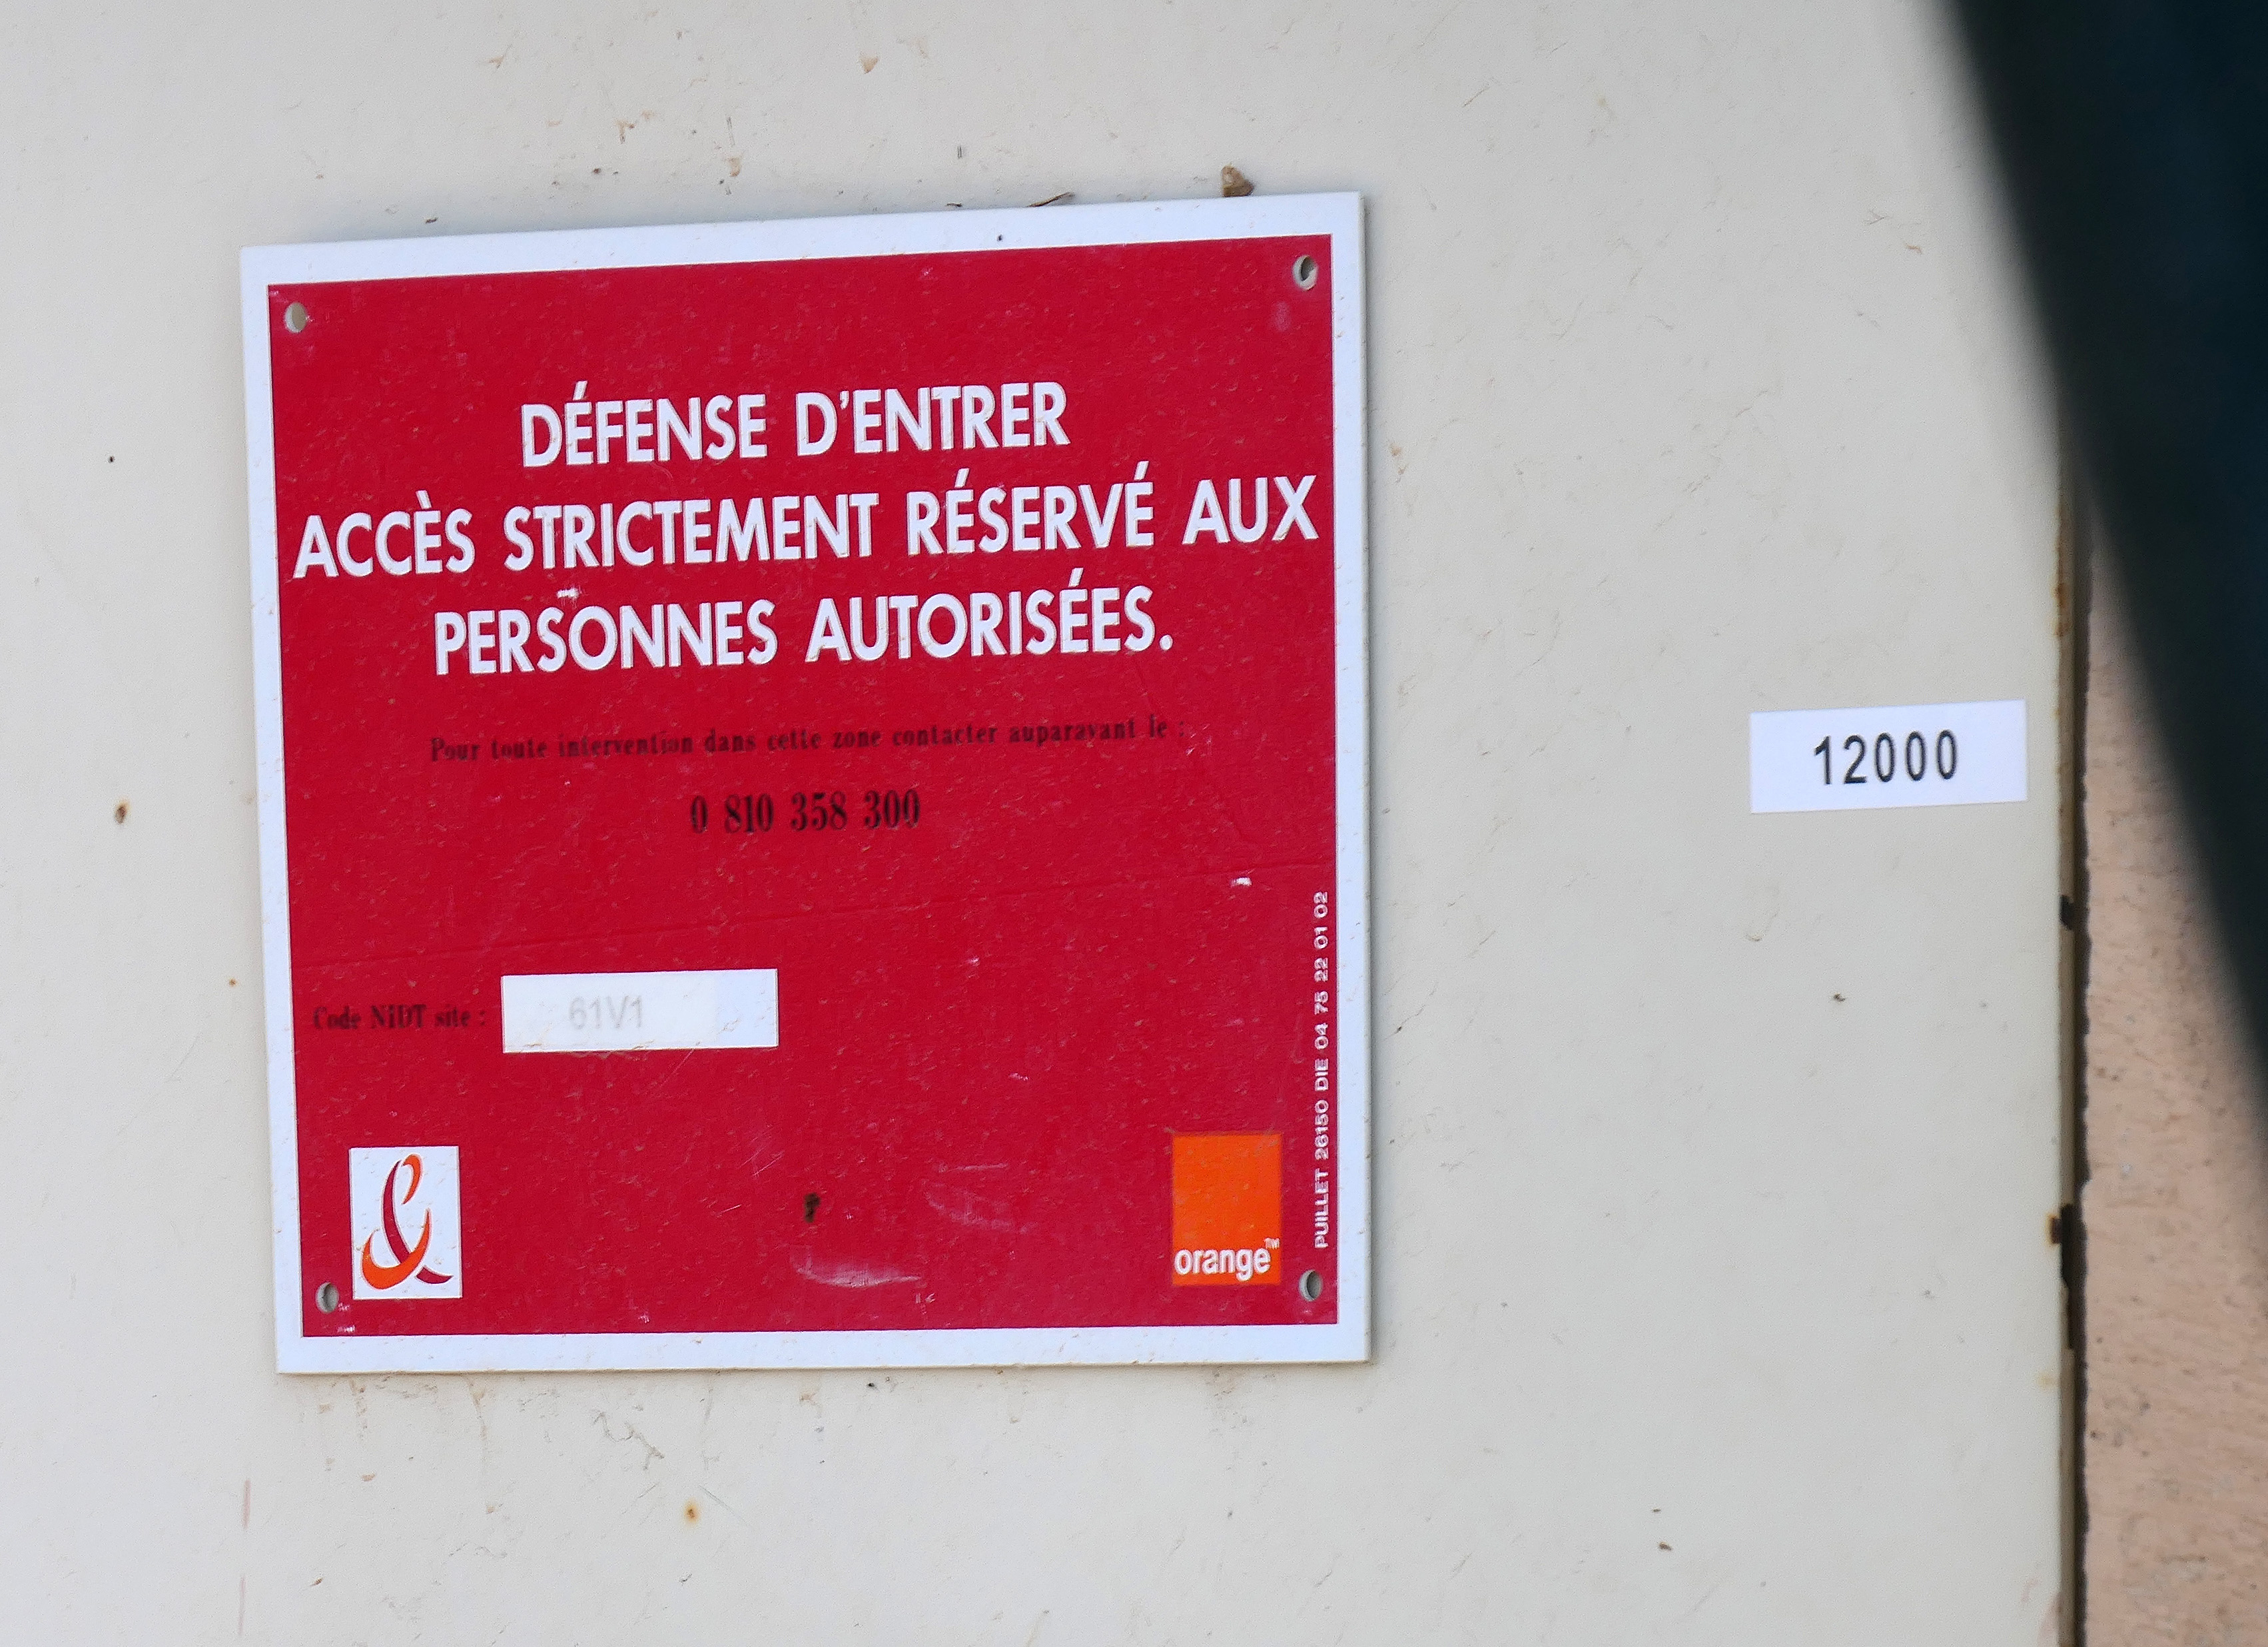 DÉFENSE D'ENTRER
ACCÈS STRICTEMENT RÉSERVÉ AUX
PERSONNES AUTORISÉES.
Pour toute intervention dans cette zone contacter auparavant le :
0 810 358 300
Code NiDT site : 61V1
orange™
PUILLET 26150 DIE 04 75 22 01 02
12000